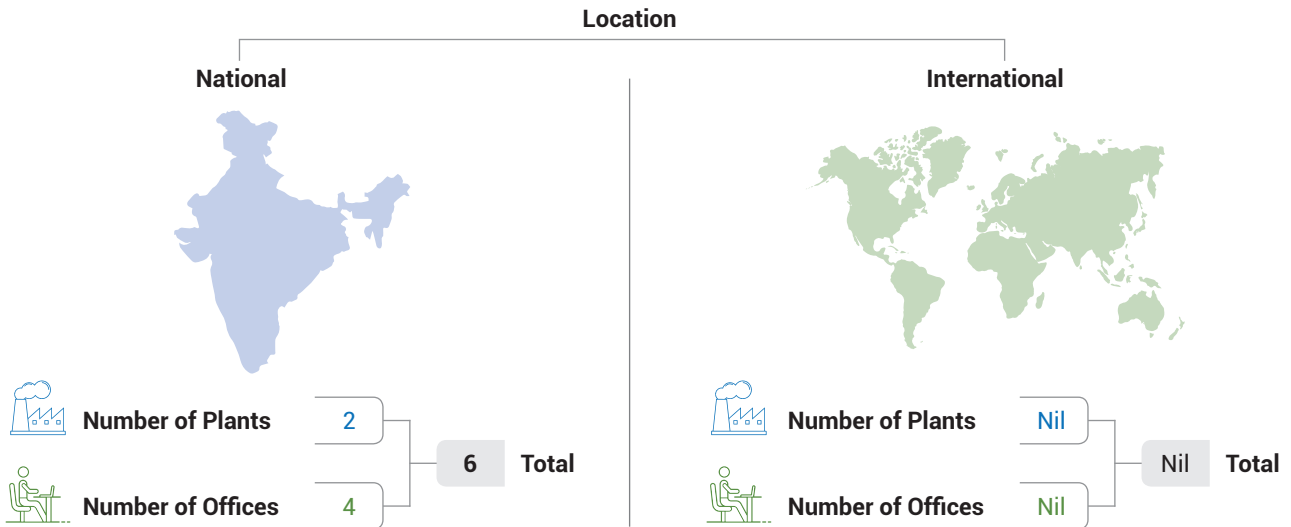 Location
National
International
Number of Plants 2
6 Total
Number of Offices 4
Number of Plants Nil
Nil Total
Number of Offices Nil